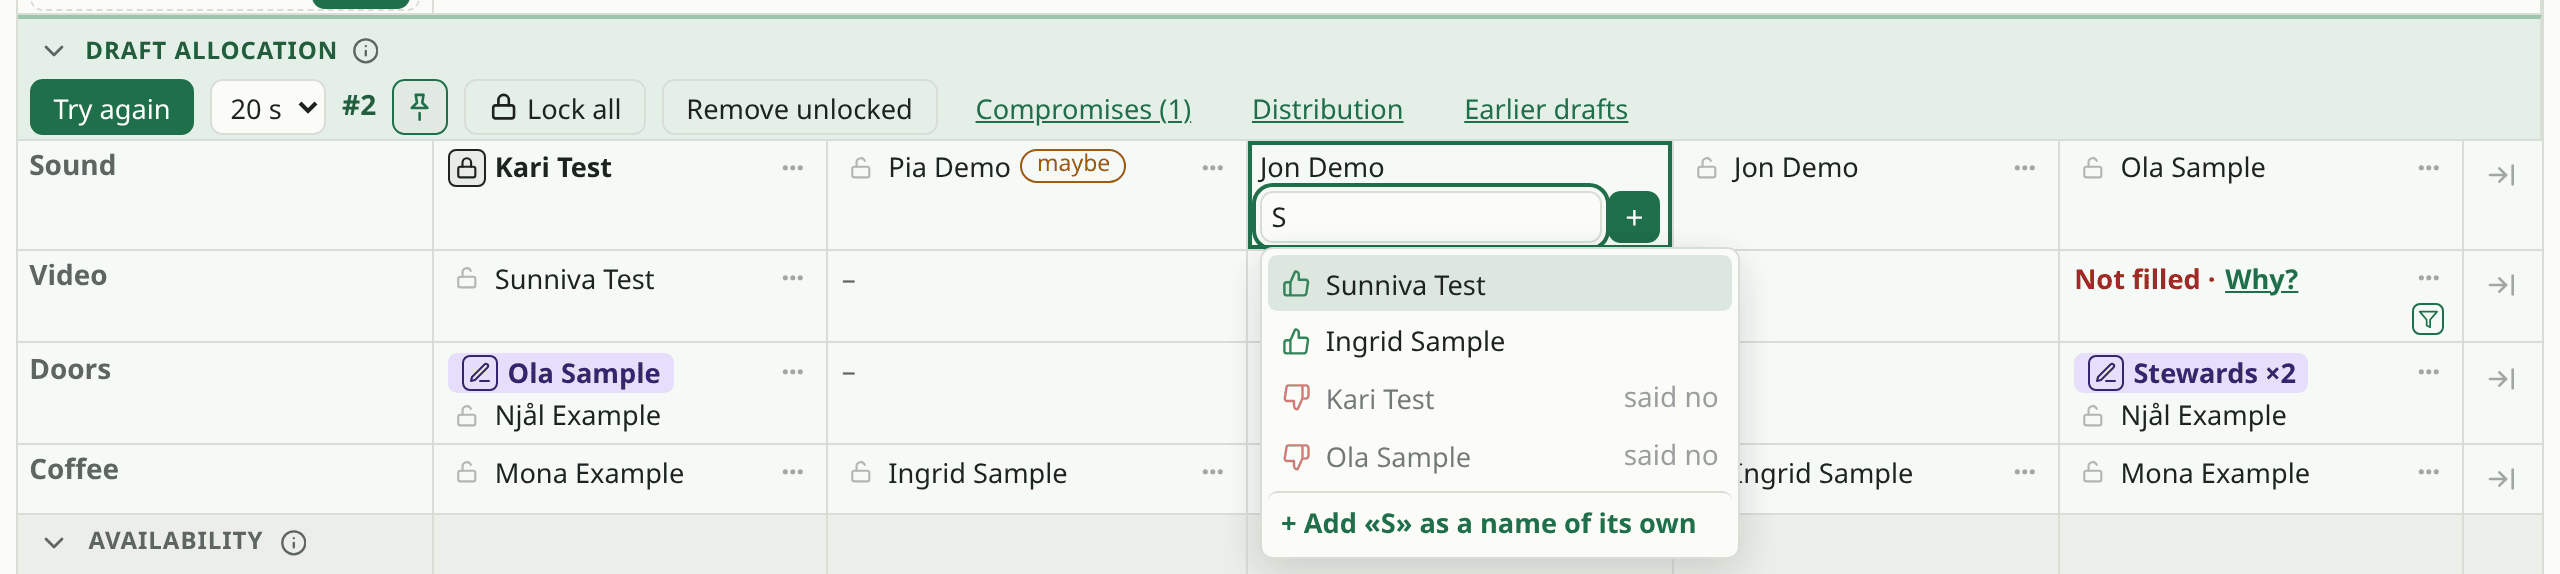 DRAFT ALLOCATION
Try again 20 s #2 Lock all Remove unlocked Compromises (1) Distribution Earlier drafts
Sound Kari Test Pia Demo maybe Jon Demo Jon Demo Ola Sample
S +
Video Sunniva Test – Not filled · Why?
Sunniva Test
Ingrid Sample
Doors Ola Sample – Stewards ×2
Njål Example Njål Example
Kari Test said no
Ola Sample said no
Coffee Mona Example Ingrid Sample Ingrid Sample Mona Example
+ Add «S» as a name of its own
AVAILABILITY